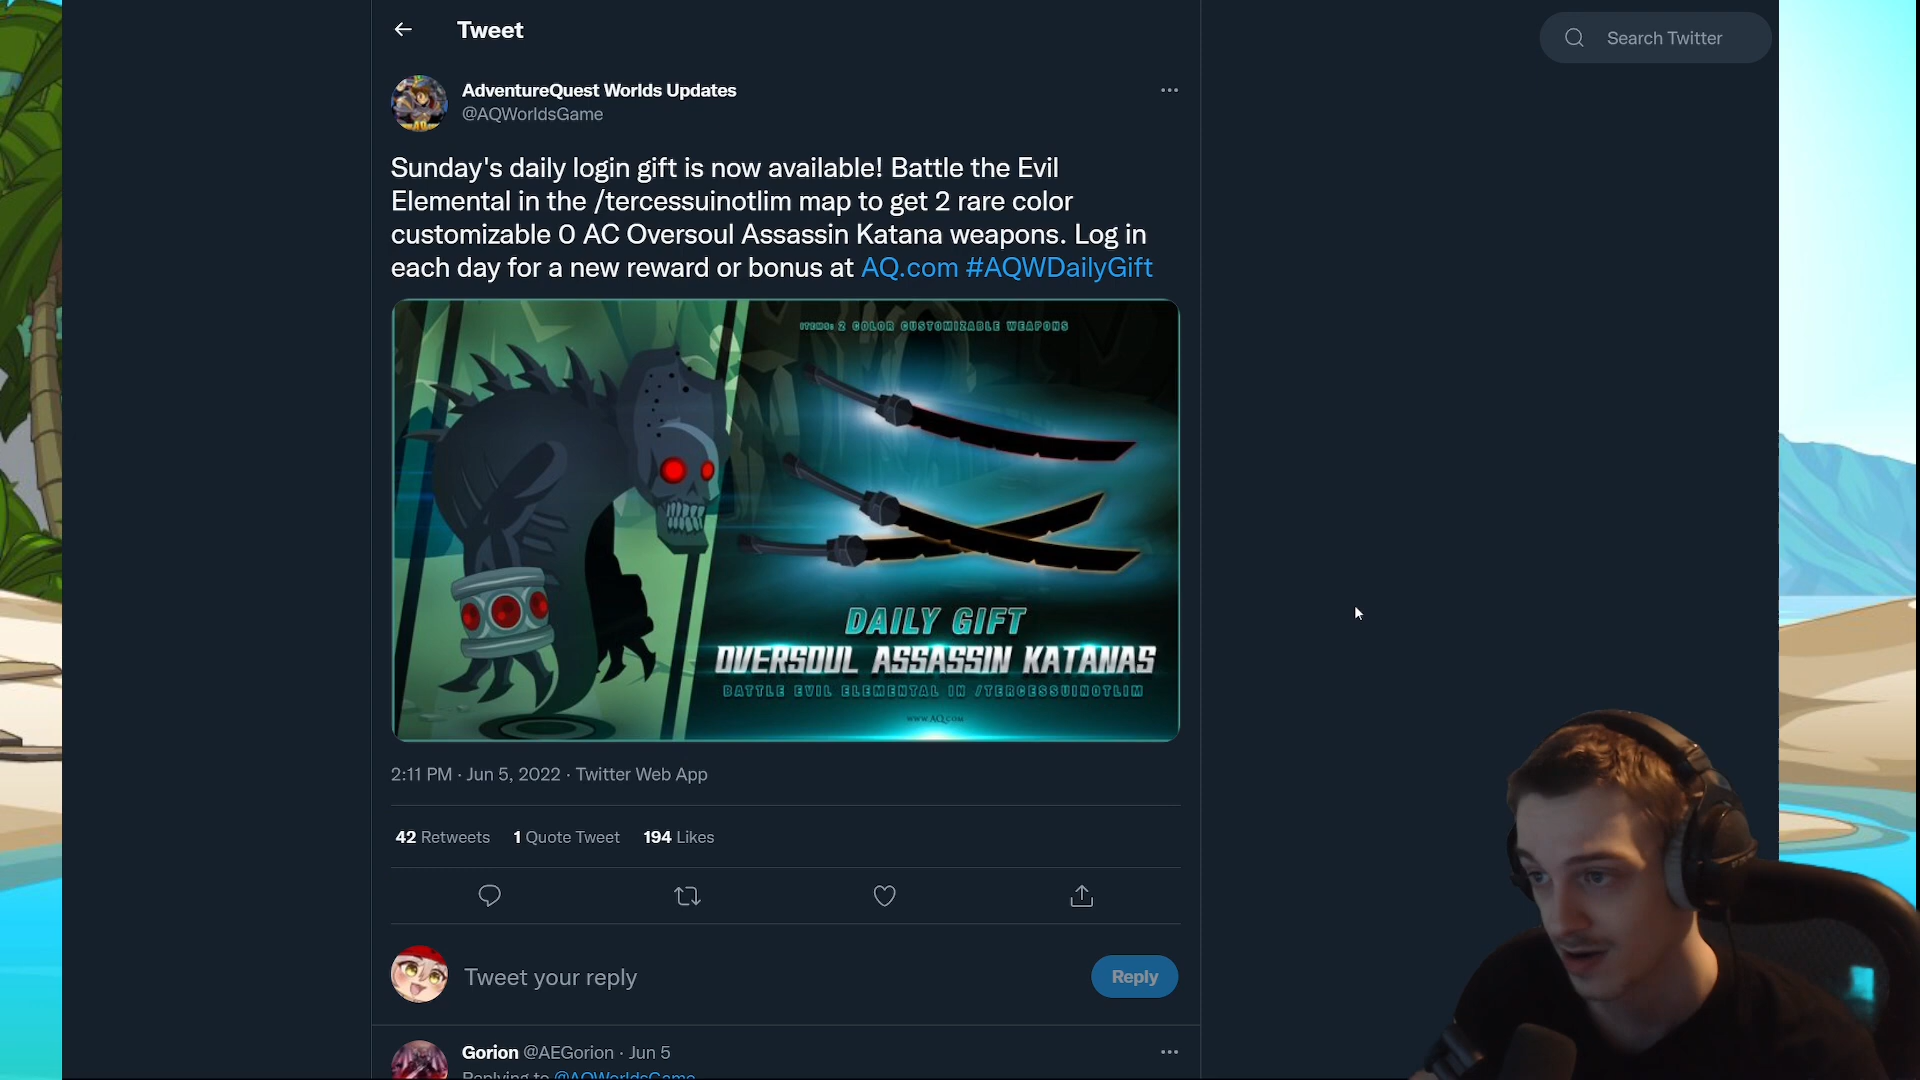 Tweet
Search Twitter
AdventureQuest Worlds Updates
@AQWorldsGame
Sunday's daily login gift is now available! Battle the Evil
Elemental in the /tercessuinotlim map to get 2 rare color
customizable 0 AC Oversoul Assassin Katana weapons. Log in
each day for a new reward or bonus at AQ.com #AQWDailyGift
ITEMS: 2 COLOR CUSTOMIZABLE WEAPONS
DAILY GIFT
OVERSOUL ASSASSIN KATANAS
BATTLE EVIL ELEMENTAL IN /TERCESSUINOTLIM
WWW.AQ.COM
2:11 PM · Jun 5, 2022 · Twitter Web App
42 Retweets 1 Quote Tweet 194 Likes
Tweet your reply
Reply
Gorion @AEGorion · Jun 5
Replying to @AQWorldsGame